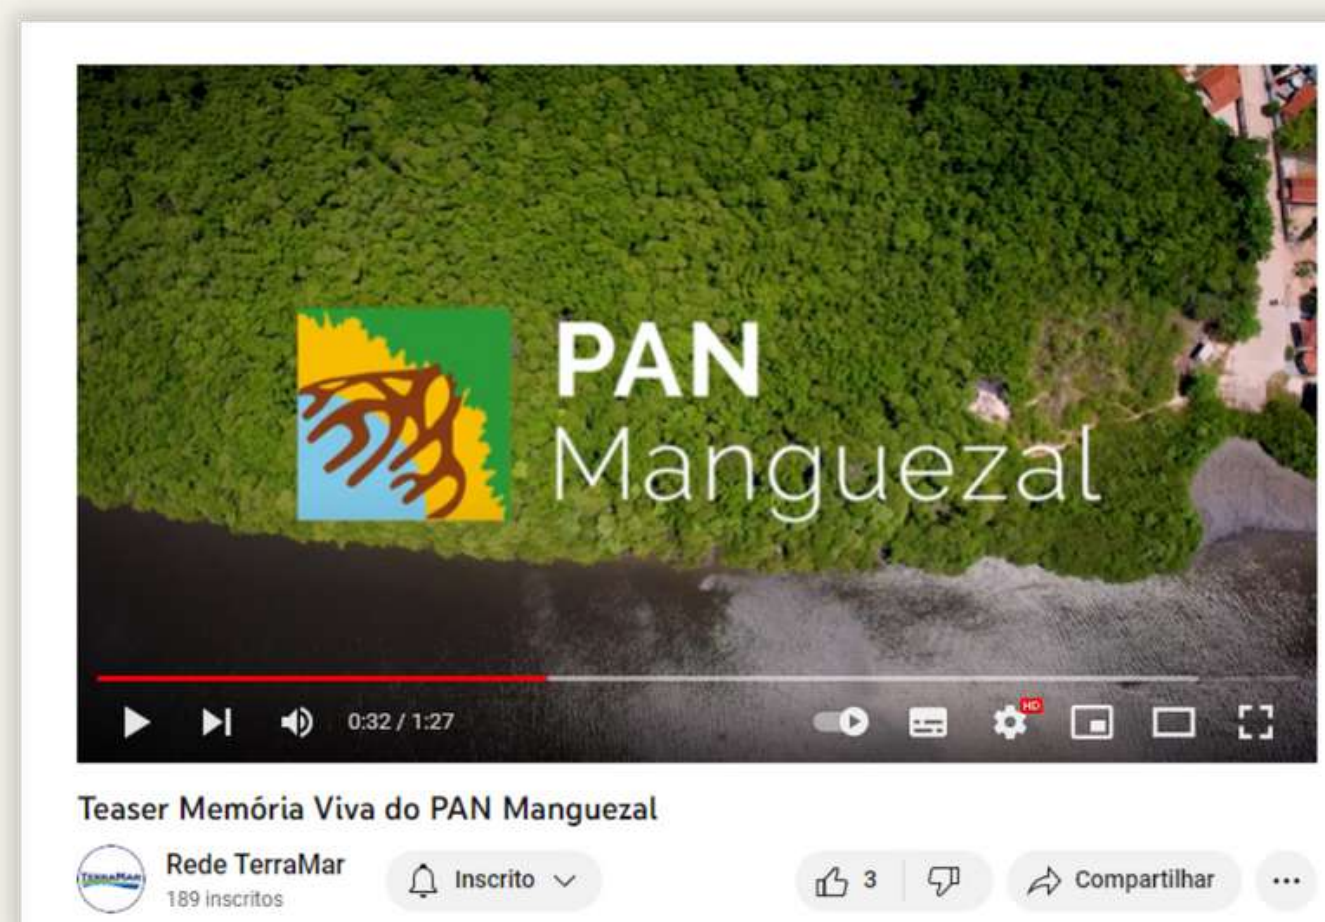 PAN
Manguezal
HD
0:32 / 1:27
Teaser Memória Viva do PAN Manguezal
TERRAMAR
Rede TerraMar
189 inscritos
Inscrito
3
Compartilhar